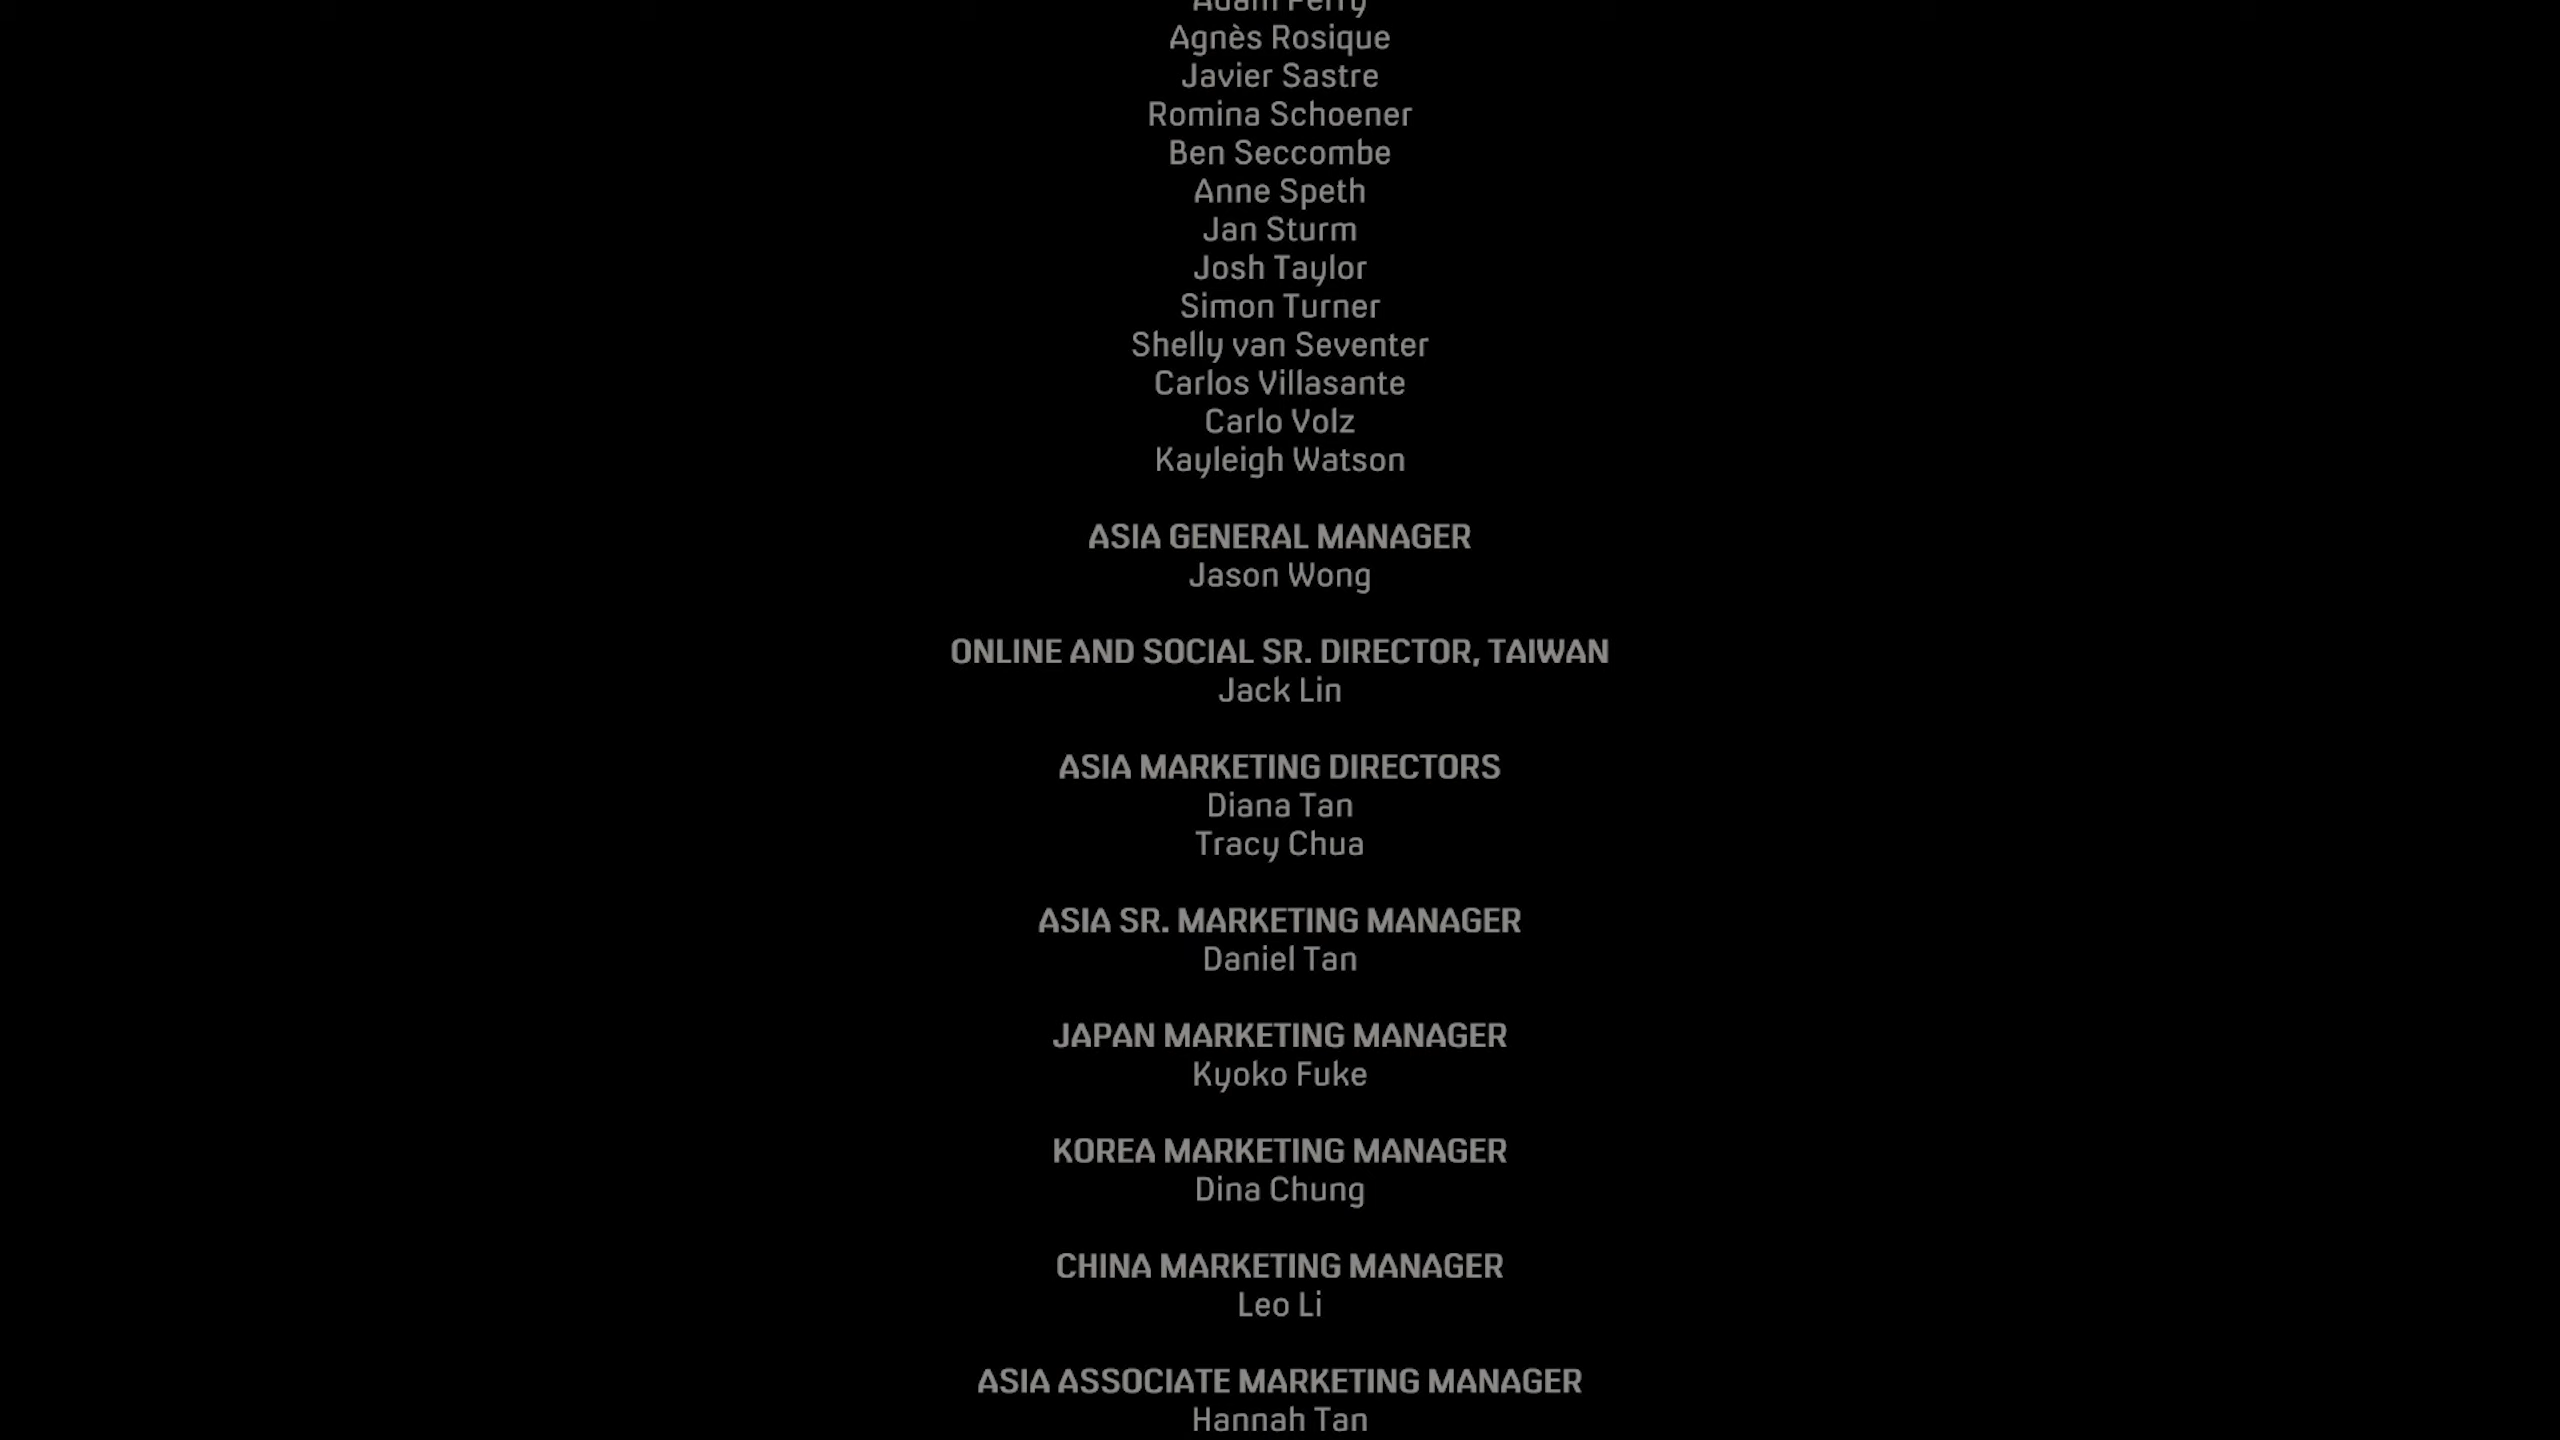 Adam Perry
Agnès Rosique
Javier Sastre
Romina Schoener
Ben Seccombe
Anne Speth
Jan Sturm
Josh Taylor
Simon Turner
Shelly van Seventer
Carlos Villasante
Carlo Volz
Kayleigh Watson
ASIA GENERAL MANAGER
Jason Wong
ONLINE AND SOCIAL SR. DIRECTOR, TAIWAN
Jack Lin
ASIA MARKETING DIRECTORS
Diana Tan
Tracy Chua
ASIA SR. MARKETING MANAGER
Daniel Tan
JAPAN MARKETING MANAGER
Kyoko Fuke
KOREA MARKETING MANAGER
Dina Chung
CHINA MARKETING MANAGER
Leo Li
ASIA ASSOCIATE MARKETING MANAGER
Hannah Tan